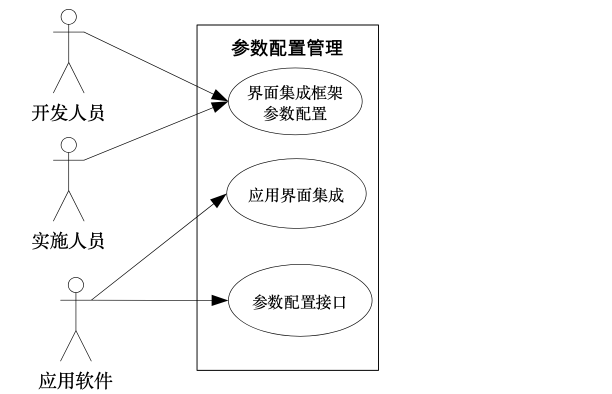 参数配置管理
开发人员
界面集成框架
参数配置
实施人员
应用界面集成
应用软件
参数配置接口